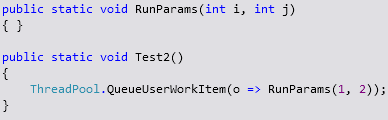 public static void RunParams(int i, int j)
{ }
public static void Test2()
{
ThreadPool.QueueUserWorkItem(o => RunParams(1, 2));
}